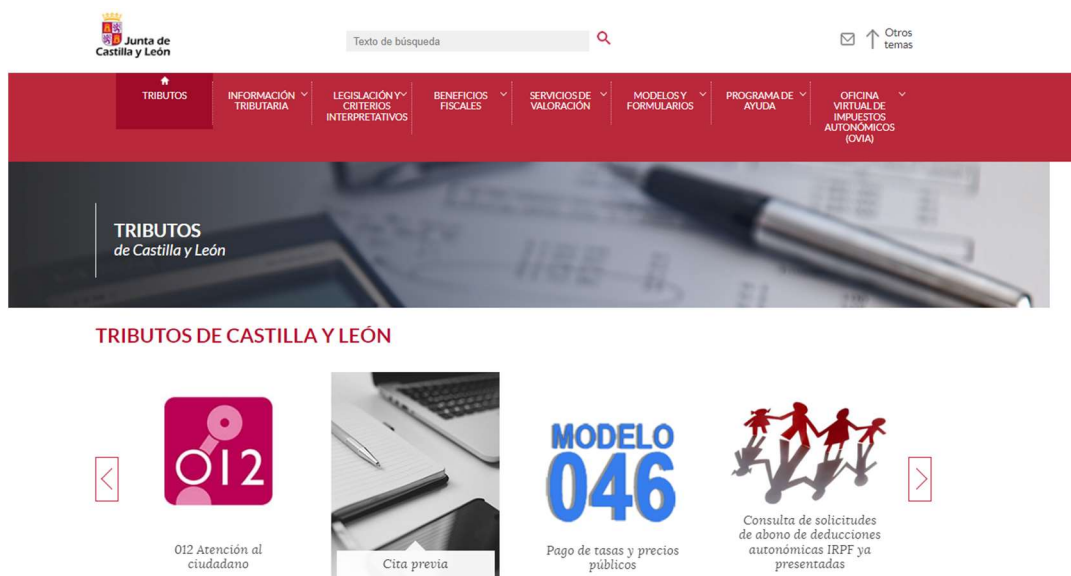 Junta de
Castilla y León
Texto de búsqueda
Otros
temas
TRIBUTOS
INFORMACIÓN
TRIBUTARIA
LEGISLACIÓN Y
CRITERIOS
INTERPRETATIVOS
BENEFICIOS
FISCALES
SERVICIOS DE
VALORACIÓN
MODELOS Y
FORMULARIOS
PROGRAMA DE
AYUDA
OFICINA
VIRTUAL DE
IMPUESTOS
AUTONÓMICOS
(OVIA)
TRIBUTOS
de Castilla y León
TRIBUTOS DE CASTILLA Y LEÓN
012
012 Atención al
ciudadano
Cita previa
MODELO
046
Pago de tasas y precios
públicos
Consulta de solicitudes
de abono de deducciones
autonómicas IRPF ya
presentadas